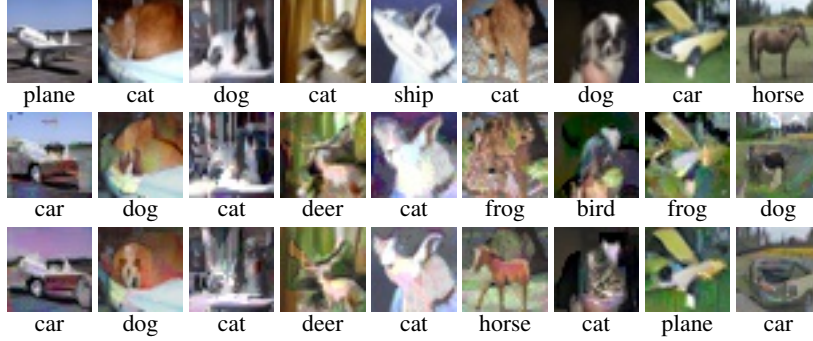 plane cat dog cat ship cat dog car horse
car dog cat deer cat frog bird frog dog
car dog cat deer cat horse cat plane car